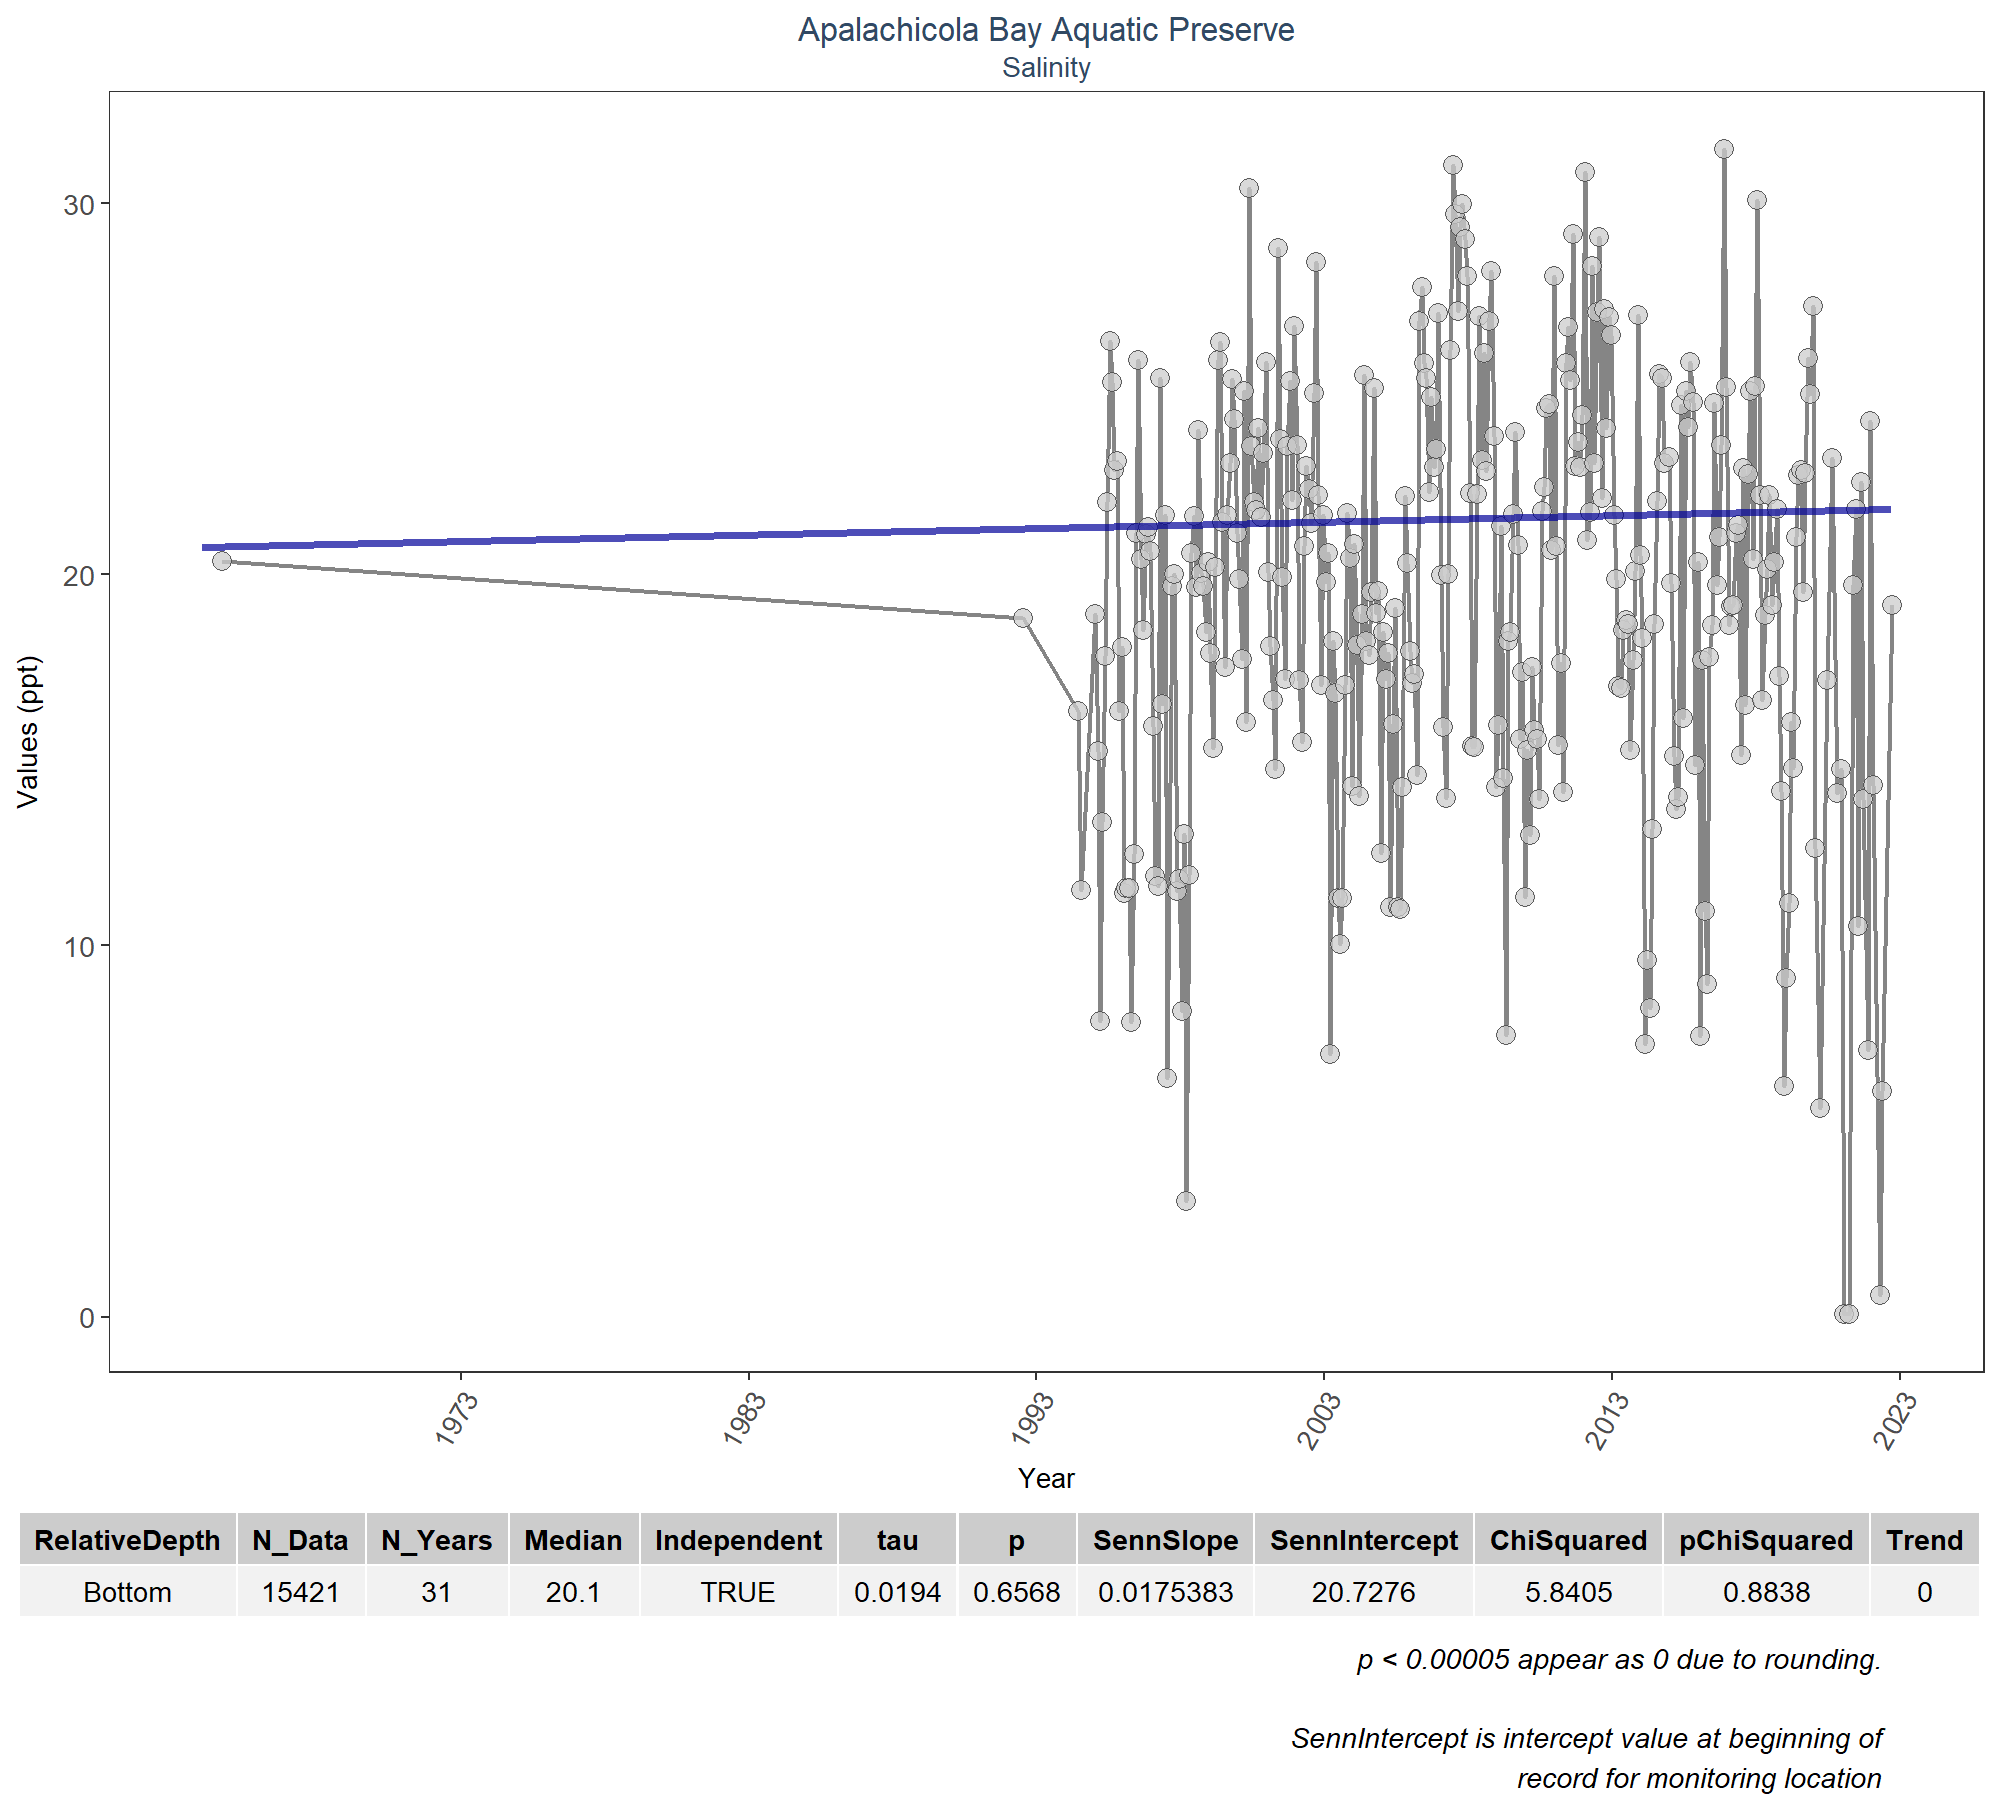 Apalachicola Bay Aquatic Preserve
Salinity
30
20
10
0
Values (ppt)
1973 1983 1993 2003 2013 2023
Year
RelativeDepth N_Data N_Years Median Independent tau p SennSlope SennIntercept ChiSquared pChiSquared Trend
Bottom 15421 31 20.1 TRUE 0.0194 0.6568 0.0175383 20.7276 5.8405 0.8838 0
p < 0.00005 appear as 0 due to rounding.
SennIntercept is intercept value at beginning of
record for monitoring location